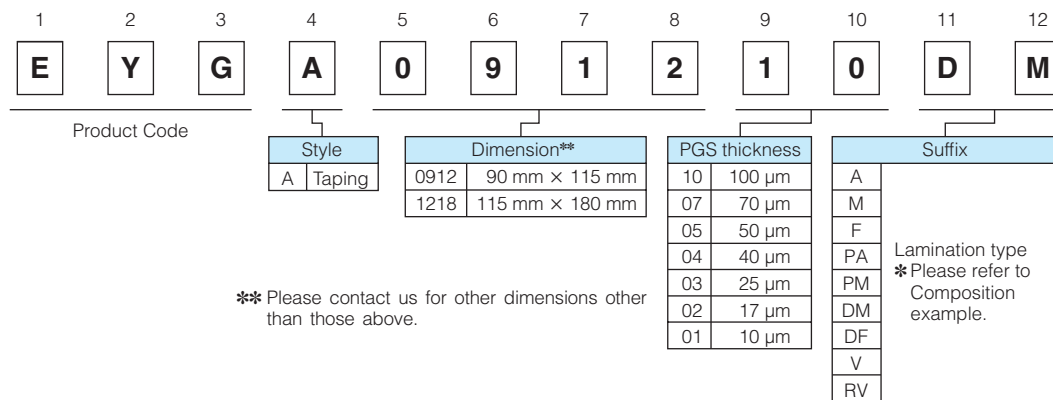 1 2 3 4 5 6 7 8 9 10 11 12
E Y G A 0 9 1 2 1 0 D M
Product Code
Style
A Taping
Dimension**
0912 90 mm × 115 mm
1218 115 mm × 180 mm
PGS thickness
10 100 µm
07 70 µm
05 50 µm
04 40 µm
03 25 µm
02 17 µm
01 10 µm
Suffix
A
M
F
PA
PM
DM
DF
V
RV
Lamination type
*Please refer to
Composition
example.
** Please contact us for other dimensions other
than those above.